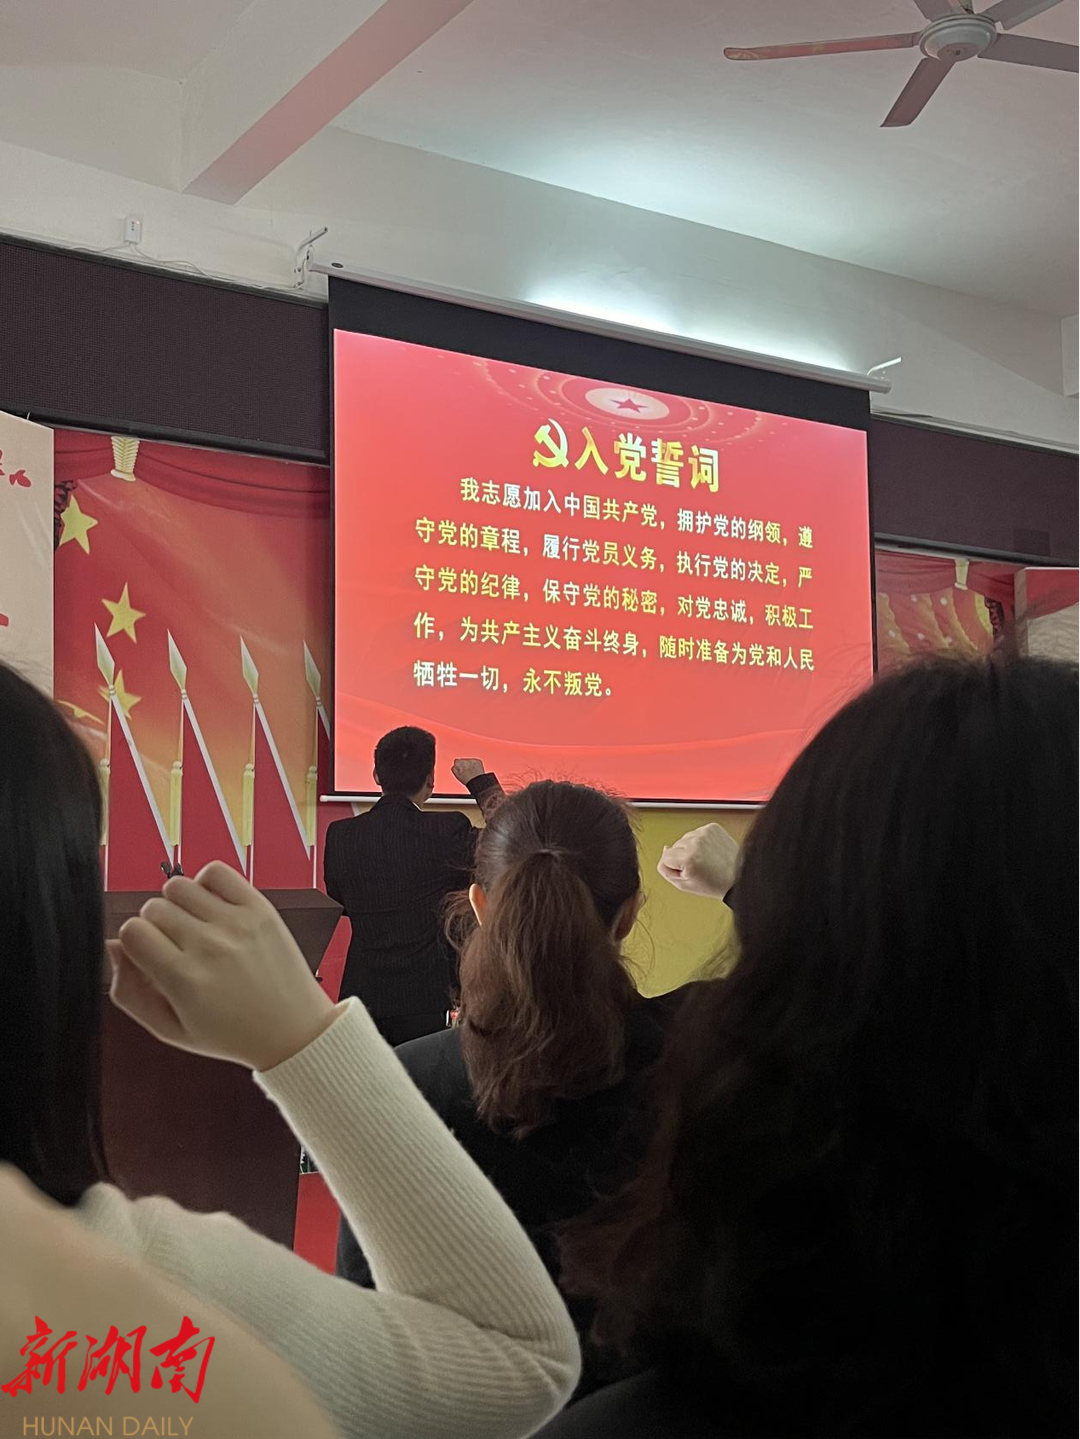 入党誓词
我志愿加入中国共产党，拥护党的纲领，遵
守党的章程，履行党员义务，执行党的决定，严
守党的纪律，保守党的秘密，对党忠诚，积极工
作，为共产主义奋斗终身，随时准备为党和人民
牺牲一切，永不叛党。
新湖南
HUNAN DAILY